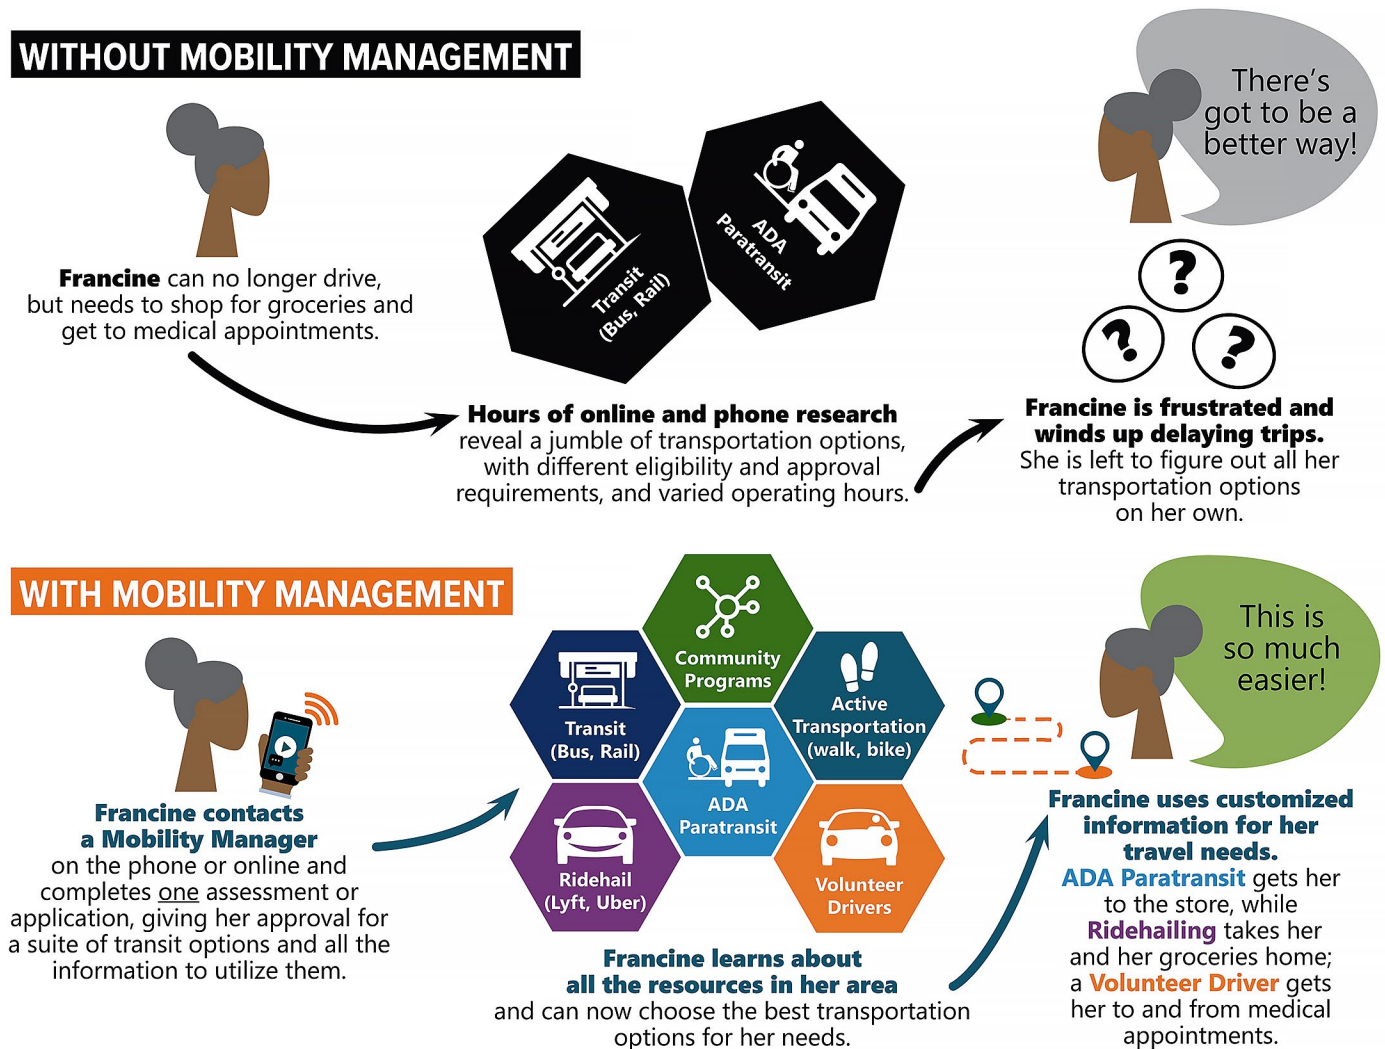 WITHOUT MOBILITY MANAGEMENT
Francine can no longer drive,
but needs to shop for groceries and
get to medical appointments.
Transit
(Bus, Rail)
ADA
Paratransit
Hours of online and phone research
reveal a jumble of transportation options,
with different eligibility and approval
requirements, and varied operating hours.
There's
got to be a
better way!
?
?
?
Francine is frustrated and
winds up delaying trips.
She is left to figure out all her
transportation options
on her own.
WITH MOBILITY MANAGEMENT
Francine contacts
a Mobility Manager
on the phone or online and
completes one assessment or
application, giving her approval for
a suite of transit options and all the
information to utilize them.
Community
Programs
Transit
(Bus, Rail)
Active
Transportation
(walk, bike)
ADA
Paratransit
Ridehail
(Lyft, Uber)
Volunteer
Drivers
Francine learns about
all the resources in her area
and can now choose the best transportation
options for her needs.
This is
so much
easier!
Francine uses customized
information for her
travel needs.
ADA Paratransit gets her
to the store, while
Ridehailing takes her
and her groceries home;
a Volunteer Driver gets
her to and from medical
appointments.